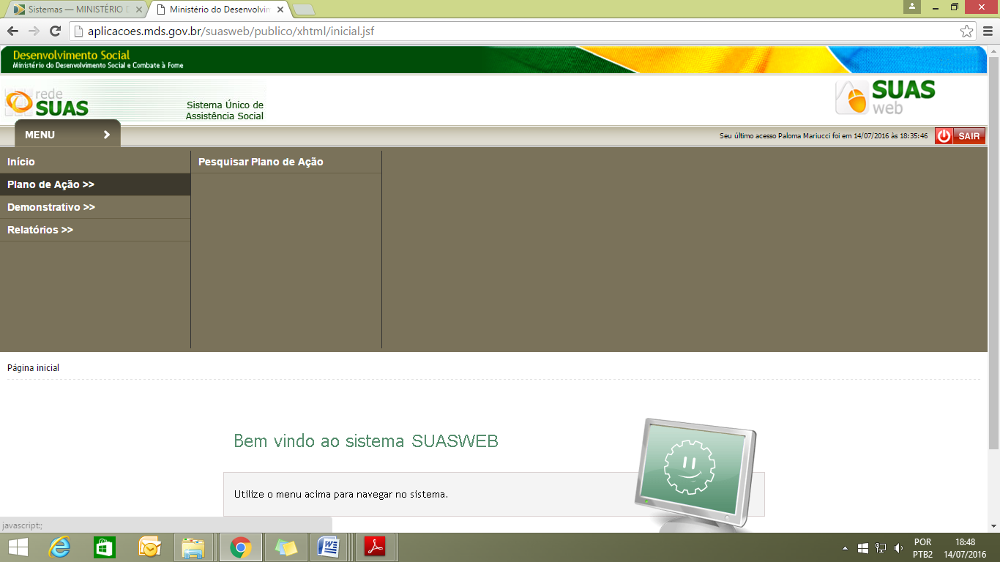 Sistemas — MINISTÉRIO D
Ministério do Desenvolvim
aplicacoes.mds.gov.br/suasweb/publico/xhtml/inicial.jsf
Desenvolvimento Social
Ministério do Desenvolvimento Social e Combate à Fome
rede
SUAS
Sistema Único de
Assistência Social
SUAS
web
MENU
Seu último acesso Paloma Mariucci foi em 14/07/2016 às 18:35:46
SAIR
Início
Pesquisar Plano de Ação
Plano de Ação >>
Demonstrativo >>
Relatórios >>
Página inicial
Bem vindo ao sistema SUASWEB
Utilize o menu acima para navegar no sistema.
javascript:;
POR
PTB2
18:48
14/07/2016